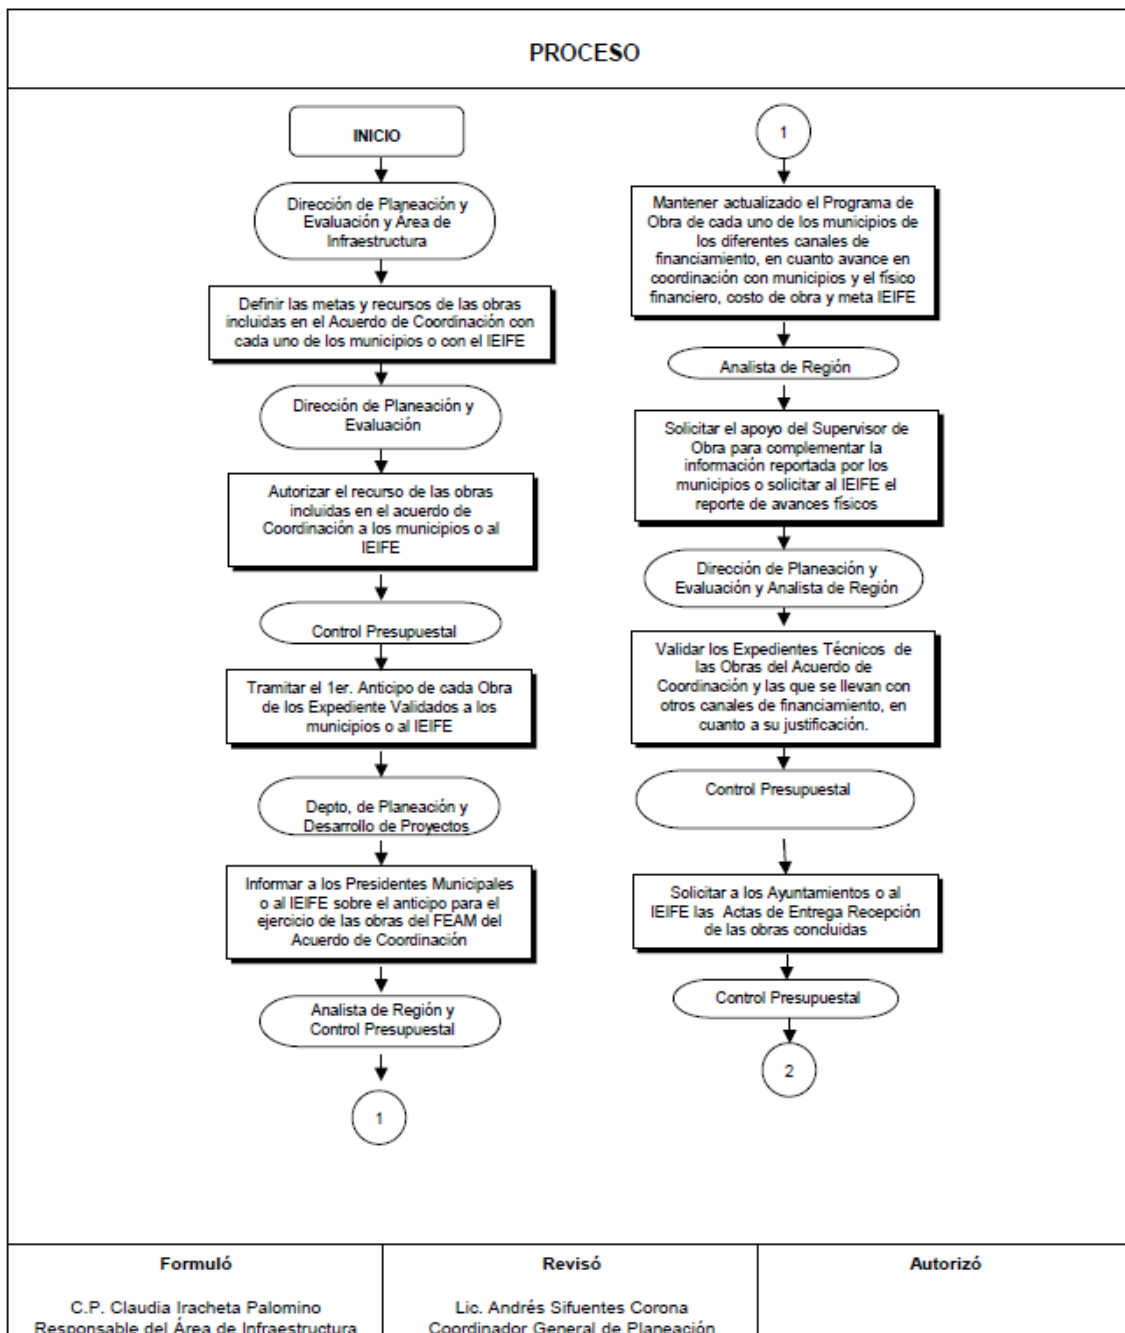 PROCESO
INICIO
Dirección de Planeación y
Evaluación y Area de
Infraestructura
Definir las metas y recursos de las obras
incluidas en el Acuerdo de Coordinación con
cada uno de los municipios o con el IEIFE
Dirección de Planeación y
Evaluación
Autorizar el recurso de las obras
incluidas en el acuerdo de
Coordinación a los municipios o al
IEIFE
Control Presupuestal
Tramitar el 1er. Anticipo de cada Obra
de los Expediente Validados a los
municipios o al IEIFE
Depto, de Planeación y
Desarrollo de Proyectos
Informar a los Presidentes Municipales
o al IEIFE sobre el anticipo para el
ejercicio de las obras del FEAM del
Acuerdo de Coordinación
Analista de Región y
Control Presupuestal
1
1
Mantener actualizado el Programa de
Obra de cada uno de los municipios de
los diferentes canales de
financiamiento, en cuanto avance en
coordinación con municipios y el físico
financiero, costo de obra y meta IEIFE
Analista de Región
Solicitar el apoyo del Supervisor de
Obra para complementar la
información reportada por los
municipios o solicitar al IEIFE el
reporte de avances físicos
Dirección de Planeación y
Evaluación y Analista de Región
Validar los Expedientes Técnicos de
las Obras del Acuerdo de
Coordinación y las que se llevan con
otros canales de financiamiento, en
cuanto a su justificación.
Control Presupuestal
Solicitar a los Ayuntamientos o al
IEIFE las Actas de Entrega Recepción
de las obras concluidas
Control Presupuestal
2
Formuló
C.P. Claudia Iracheta Palomino
Responsable del Área de Infraestructura
Revisó
Lic. Andrés Sifuentes Corona
Coordinador General de Planeación
Autorizó